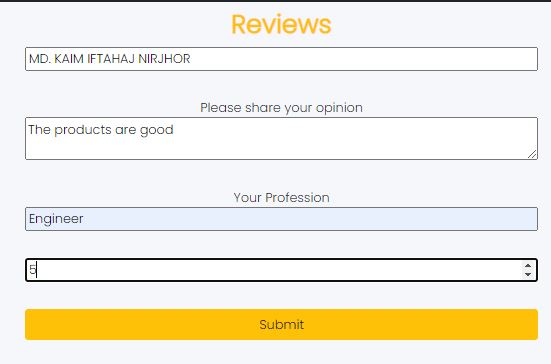 Reviews
MD. KAIM IFTAHAJ NIRJHOR
Please share your opinion
The products are good
Your Profession
Engineer
5
Submit